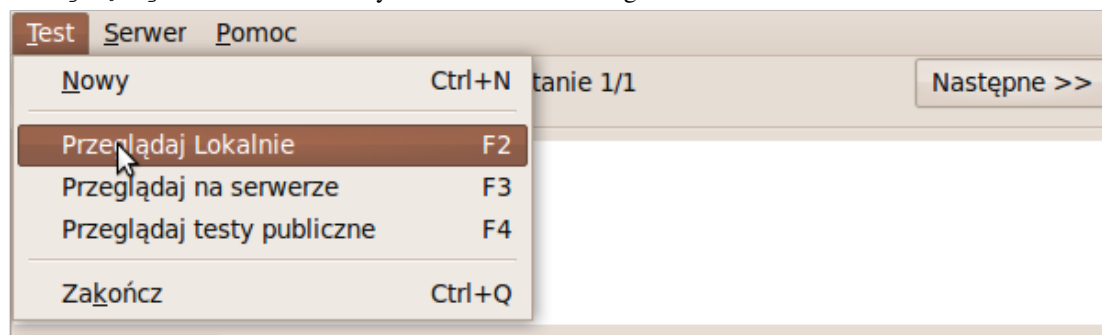 Test Serwer Pomoc
Nowy Ctrl+N
tanie 1/1 Następne >>
Przeglądaj Lokalnie F2
Przeglądaj na serwerze F3
Przeglądaj testy publiczne F4
Zakończ Ctrl+Q